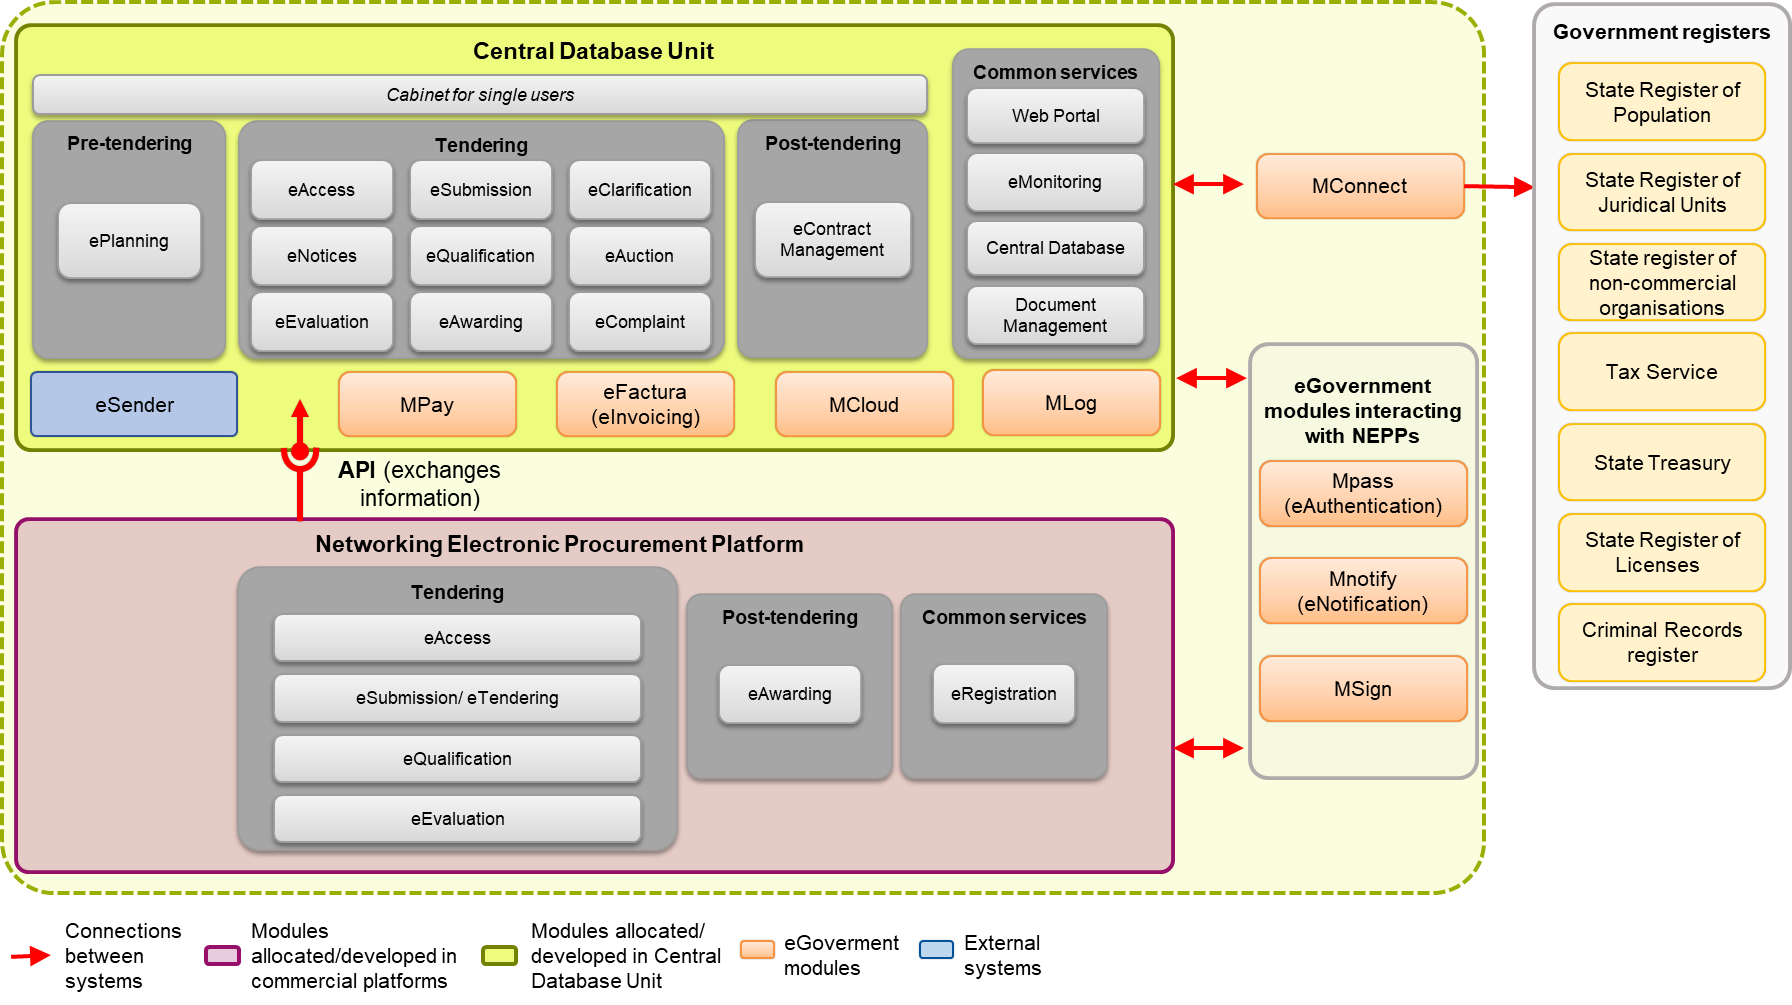 Central Database Unit
Cabinet for single users
Pre-tendering
ePlanning
Tendering
eAccess
eSubmission
eClarification
eNotices
eQualification
eAuction
eEvaluation
eAwarding
eComplaint
Post-tendering
eContract
Management
Common services
Web Portal
eMonitoring
Central Database
Document
Management
eSender
MPay
eFactura
(eInvoicing)
MCloud
MLog
API (exchanges
information)
Networking Electronic Procurement Platform
Tendering
eAccess
eSubmission/ eTendering
eQualification
eEvaluation
Post-tendering
eAwarding
Common services
eRegistration
MConnect
eGovernment
modules interacting
with NEPPs
Mpass
(eAuthentication)
Mnotify
(eNotification)
MSign
Government registers
State Register of
Population
State Register of
Juridical Units
State register of
non-commercial
organisations
Tax Service
State Treasury
State Register of
Licenses
Criminal Records
register
Connections
between
systems
Modules
allocated/developed in
commercial platforms
Modules allocated/
developed in Central
Database Unit
eGoverment
modules
External
systems